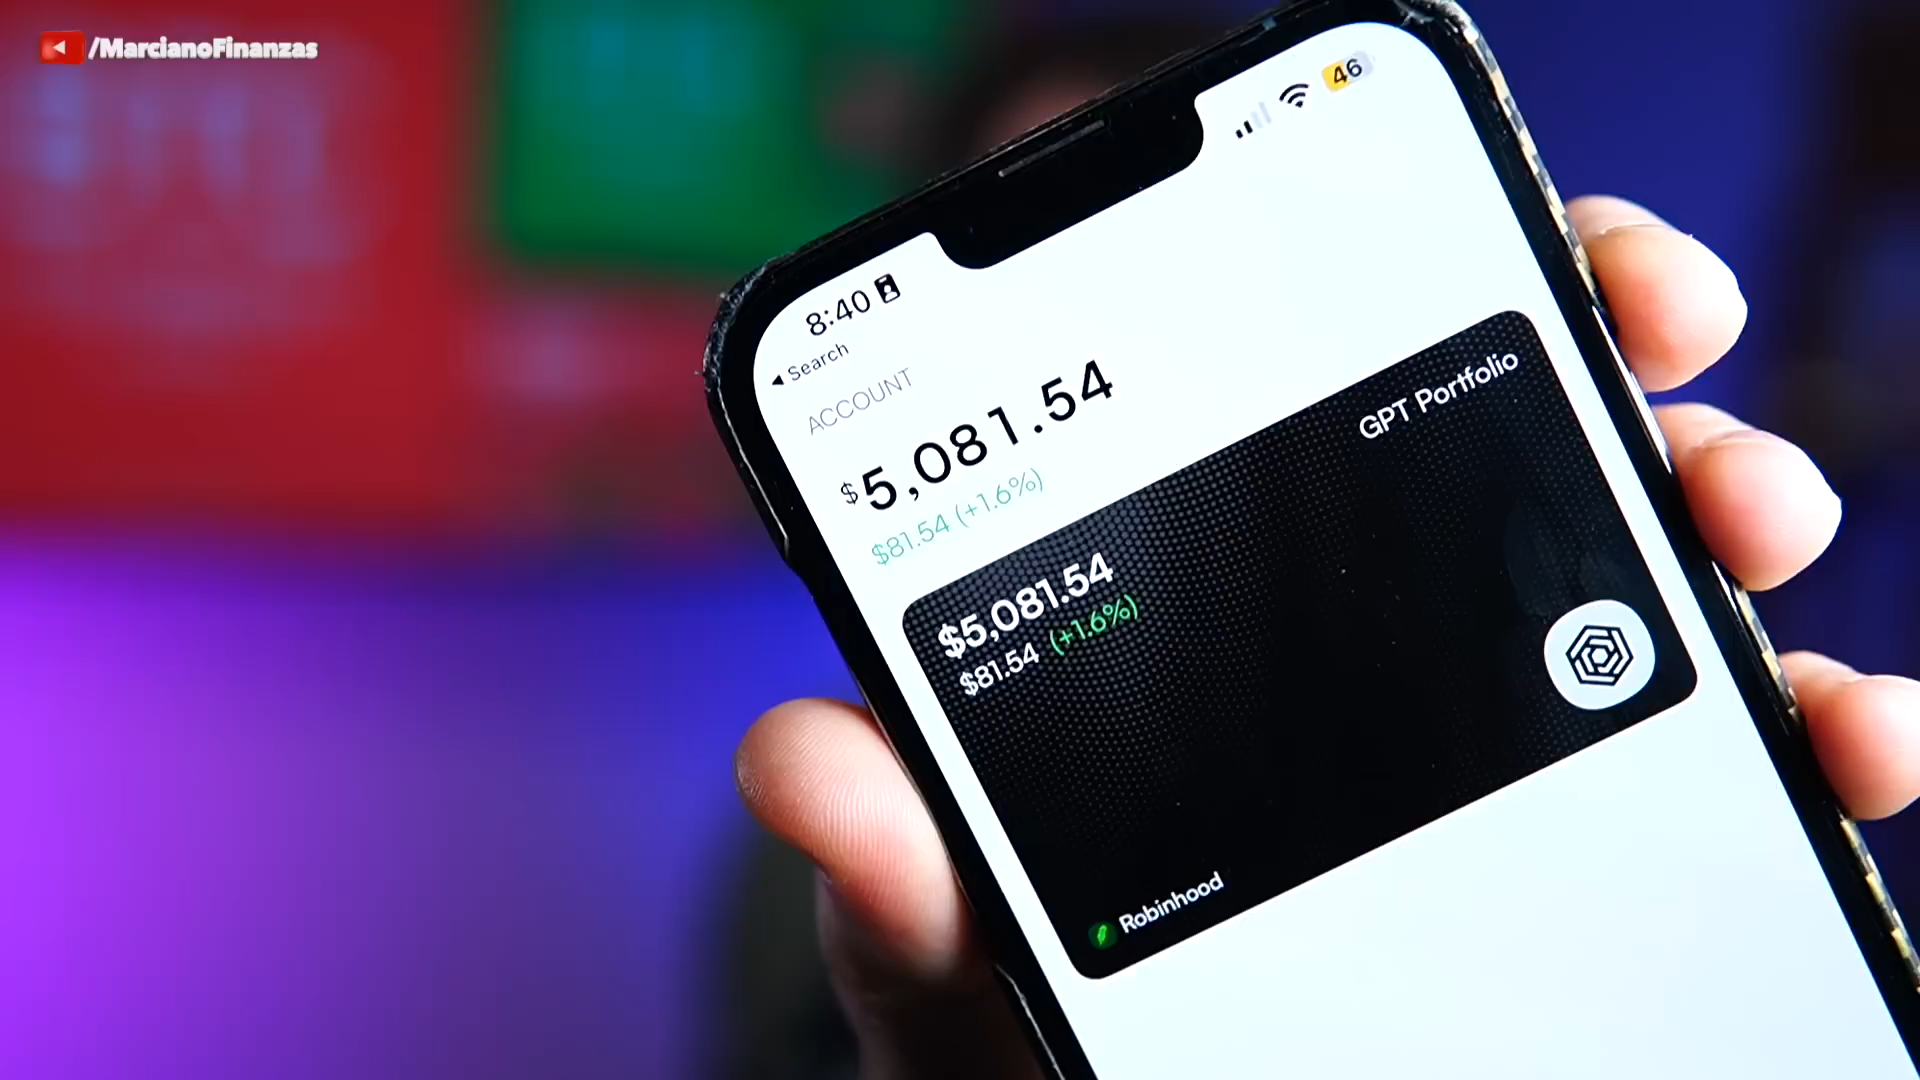 /MarcianoFinanzas
46
8:40
Search
ACCOUNT
$5,081.54
$81.54 (+1.6%)
GPT Portfolio
$5,081.54
$81.54 (+1.6%)
Robinhood